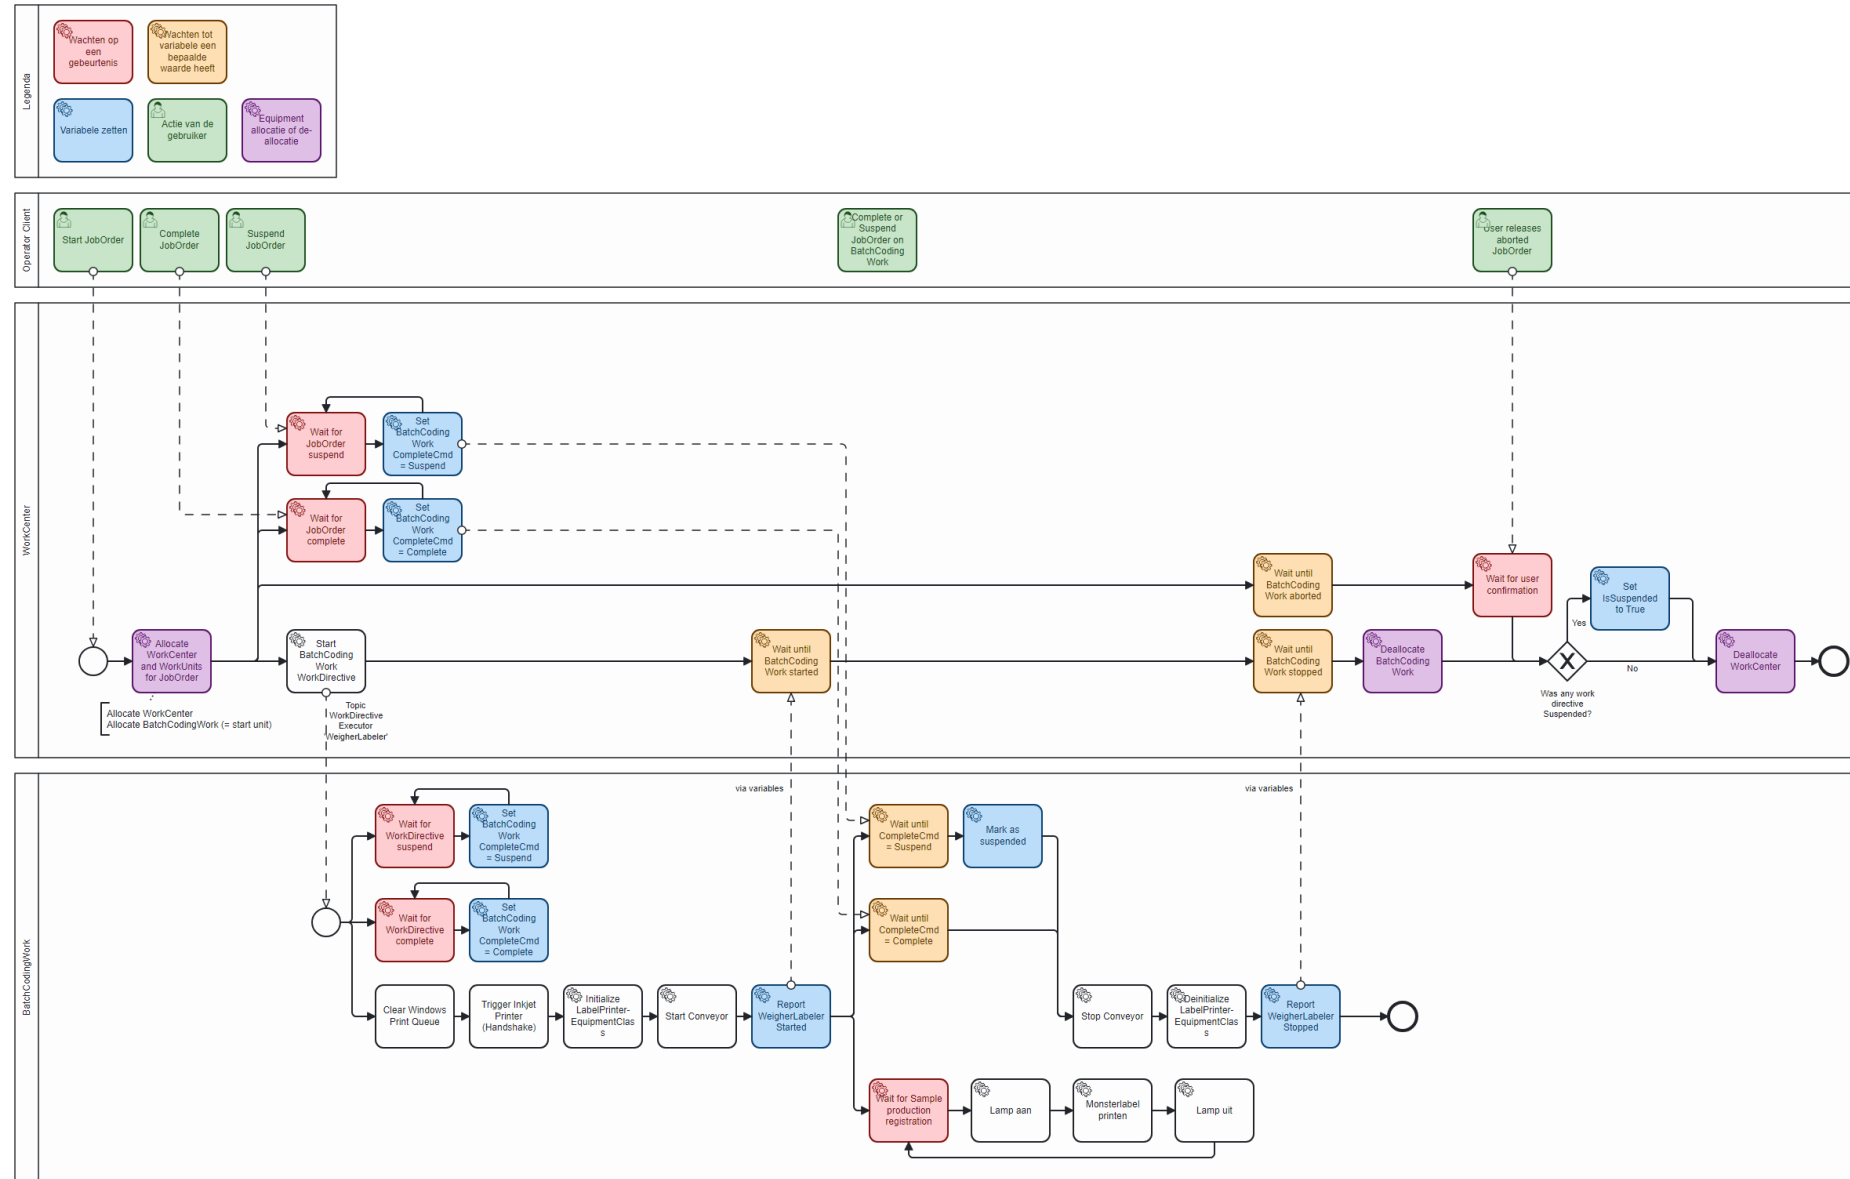 Legenda
Wachten op
een
gebeurtenis
Wachten tot
variabele een
bepaalde
waarde heeft
Variabele zetten
Actie van de
gebruiker
Equipment
allocatie of de-
allocatie
Operator Client
Start JobOrder
Complete
JobOrder
Suspend
JobOrder
Complete or
Suspend
JobOrder on
BatchCoding
Work
User releases
aborted
JobOrder
WorkCenter
Wait for
JobOrder
suspend
Set
BatchCoding
Work
CompleteCmd
= Suspend
Wait for
JobOrder
complete
Set
BatchCoding
Work
CompleteCmd
= Complete
Wait until
BatchCoding
Work aborted
Wait for user
confirmation
Set
IsSuspended
to True
Yes
Allocate
WorkCenter
and WorkUnits
for JobOrder
Start
BatchCoding
Work
WorkDirective
Wait until
BatchCoding
Work started
Wait until
BatchCoding
Work stopped
Deallocate
BatchCoding
Work
No
Deallocate
WorkCenter
Was any work
directive
Suspended?
Allocate WorkCenter
Allocate BatchCodingWork (= start unit)
Topic
WorkDirective
Executor
'WeigherLabeler'
BatchCodingWork
via variables
via variables
Wait for
WorkDirective
suspend
Set
BatchCoding
Work
CompleteCmd
= Suspend
Wait until
CompleteCmd
= Suspend
Mark as
suspended
Wait for
WorkDirective
complete
Set
BatchCoding
Work
CompleteCmd
= Complete
Wait until
CompleteCmd
= Complete
Clear Windows
Print Queue
Trigger Inkjet
Printer
(Handshake)
Initialize
LabelPrinter-
EquipmentClas
s
Start Conveyor
Report
WeigherLabeler
Started
Stop Conveyor
Deinitialize
LabelPrinter-
EquipmentClas
s
Report
WeigherLabeler
Stopped
Wait for Sample
production
registration
Lamp aan
Monsterlabel
printen
Lamp uit